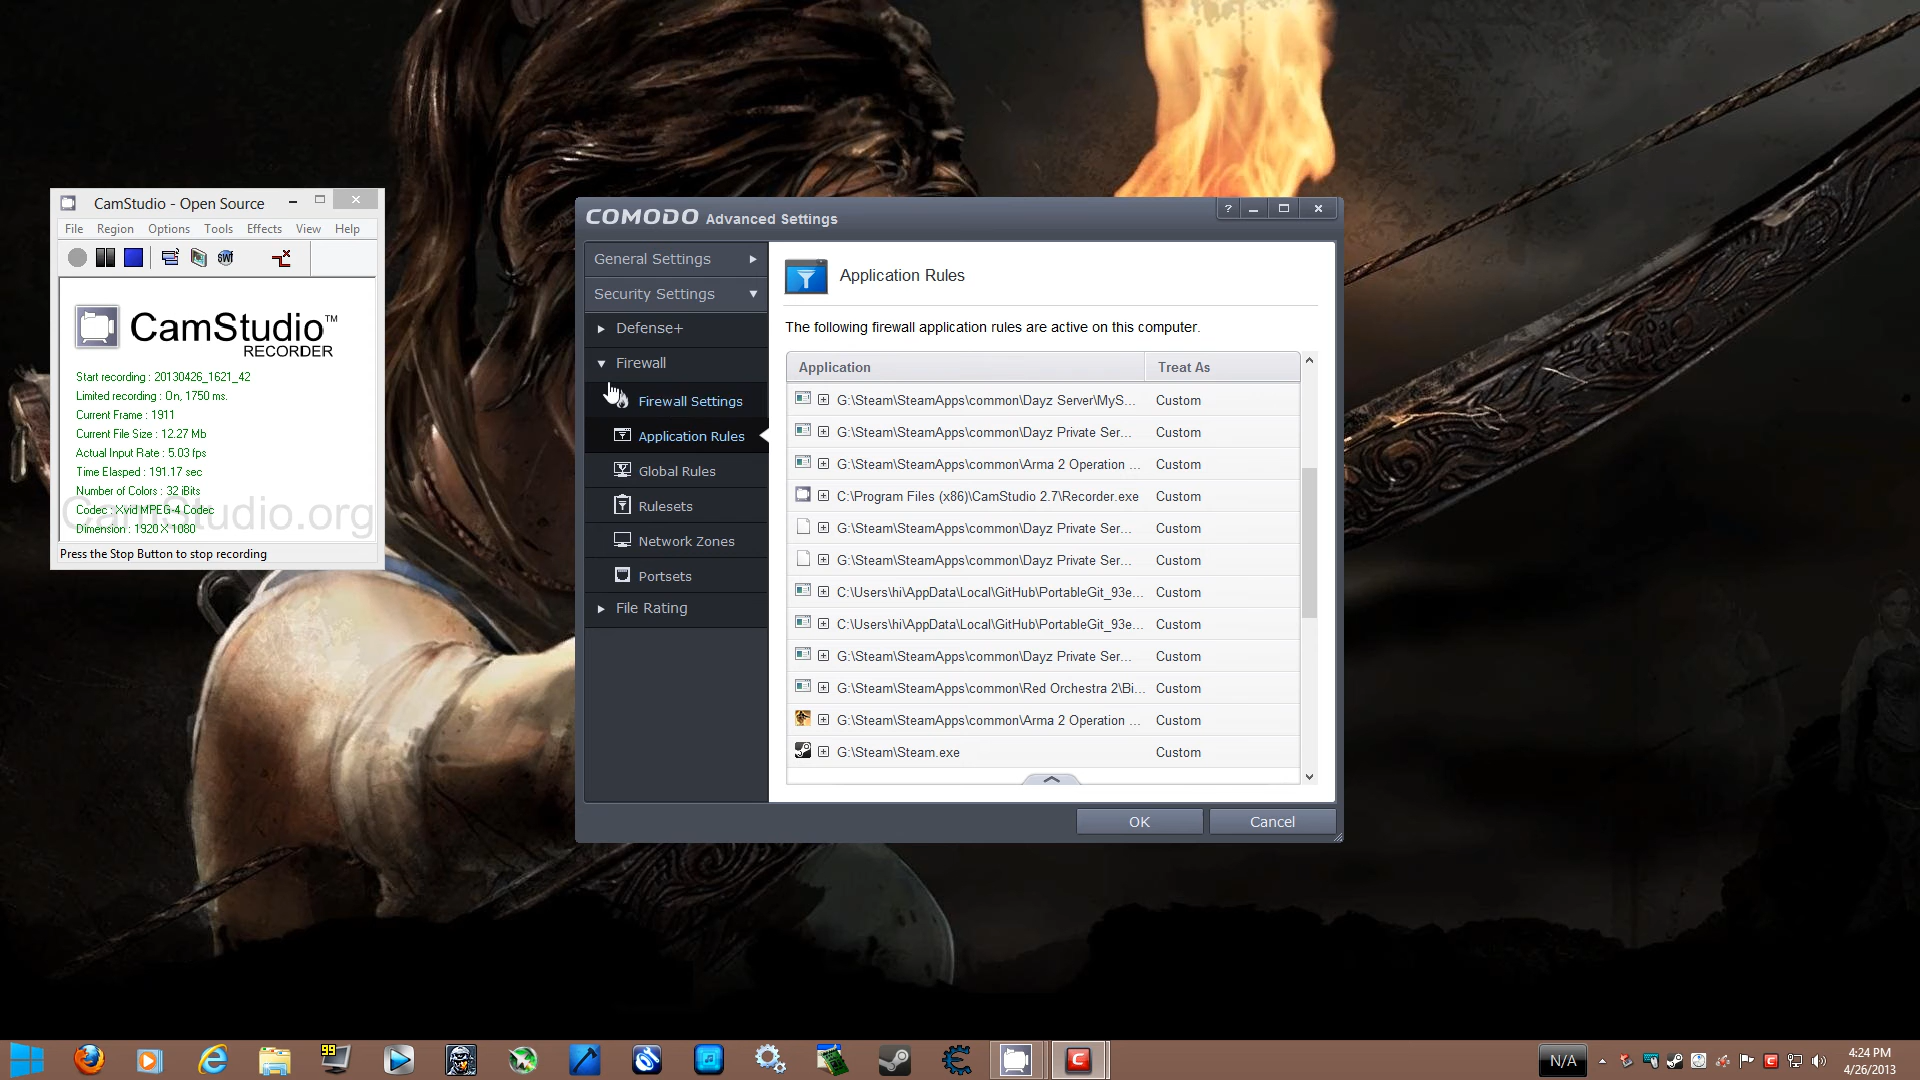 CamStudio - Open Source
File Region Options Tools Effects View Help
CamStudio™
RECORDER
Start recording : 20130426_1621_42
Limited recording : On, 1750 ms.
Current Frame : 1911
Current File Size : 12.27 Mb
Actual Input Rate : 5.03 fps
Time Elasped : 191.17 sec
Number of Colors : 32 iBits
Codec : Xvid MPEG-4 Codec
Dimension : 1920 X 1080
CamStudio.org
Press the Stop Button to stop recording
COMODO Advanced Settings
?
General Settings
Security Settings
Defense+
Firewall
Firewall Settings
Application Rules
Global Rules
Rulesets
Network Zones
Portsets
File Rating
Application Rules
The following firewall application rules are active on this computer.
Application Treat As
G:\Steam\SteamApps\common\Dayz Server\MyS... Custom
G:\Steam\SteamApps\common\Dayz Private Ser... Custom
G:\Steam\SteamApps\common\Arma 2 Operation ... Custom
C:\Program Files (x86)\CamStudio 2.7\Recorder.exe Custom
G:\Steam\SteamApps\common\Dayz Private Ser... Custom
G:\Steam\SteamApps\common\Dayz Private Ser... Custom
C:\Users\hi\AppData\Local\GitHub\PortableGit_93e... Custom
C:\Users\hi\AppData\Local\GitHub\PortableGit_93e... Custom
G:\Steam\SteamApps\common\Dayz Private Ser... Custom
G:\Steam\SteamApps\common\Red Orchestra 2\Bi... Custom
G:\Steam\SteamApps\common\Arma 2 Operation ... Custom
G:\Steam\Steam.exe Custom
OK Cancel
99
N/A
4:24 PM
4/26/2013